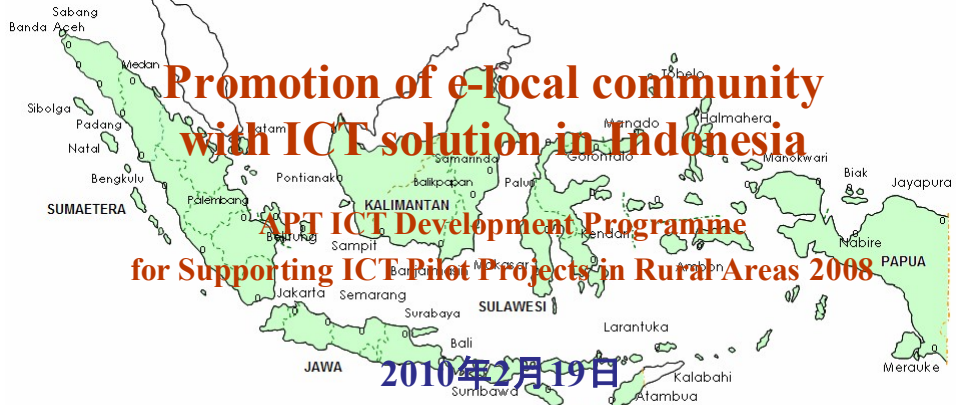 Sabang
Banda Aceh
Medan
Promotion of e-local community
Tobelo
Sibolga
Padang
Batam
Manado
Halmahera
with ICT solution in Indonesia
Natal
Samarinda
Gorontalo
Manokwari
Bengkulu
Pontianak
Balikpapan
Palu
Biak
Jayapura
Palembang
SUMAETERA
KALIMANTAN
APT ICT Development Programme
Belitung
Sampit
Kendari
Nabire
for Supporting ICT Pilot Projects in Rural Areas 2008
Banjarmasin
Makasar
Ambon
PAPUA
Jakarta
Semarang
SULAWESI
Surabaya
Larantuka
Bali
JAWA
2010年2月19日
Merauke
Kalabahi
Sumbawa
Atambua